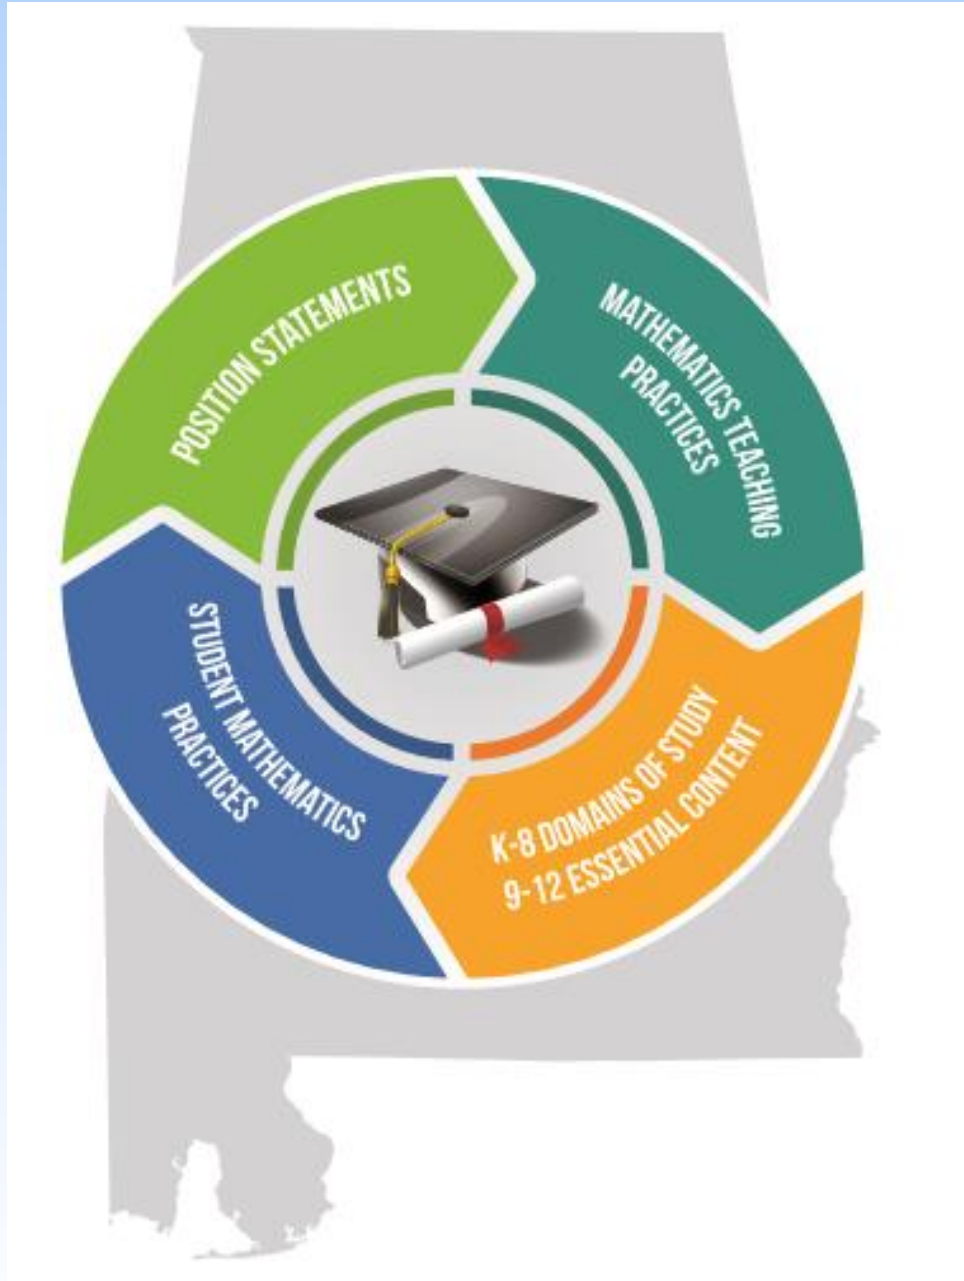 POSITION STATEMENTS
MATHEMATICS TEACHING
PRACTICES
K-8 DOMAINS OF STUDY
9-12 ESSENTIAL CONTENT
STUDENT MATHEMATICS
PRACTICES